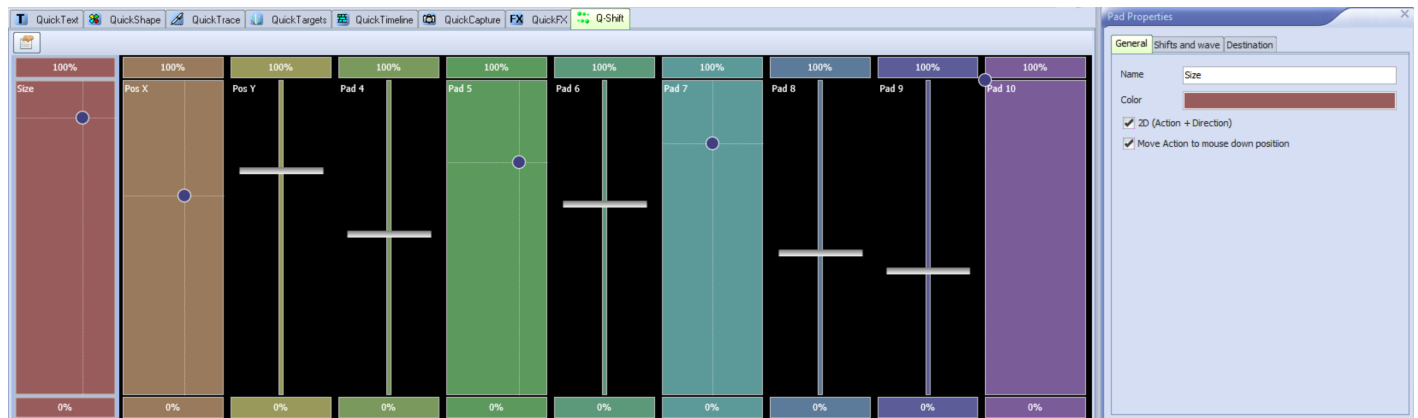 QuickText QuickShape QuickTrace QuickTargets QuickTimeline QuickCapture FX QuickFX Q-Shift
100% 100% 100% 100% 100% 100% 100% 100% 100% 100%
Size Pos X Pos Y Pad 4 Pad 5 Pad 6 Pad 7 Pad 8 Pad 9 Pad 10
0% 0% 0% 0% 0% 0% 0% 0% 0% 0%
Pad Properties
General Shifts and wave Destination
Name Size
Color
2D (Action + Direction)
Move Action to mouse down position